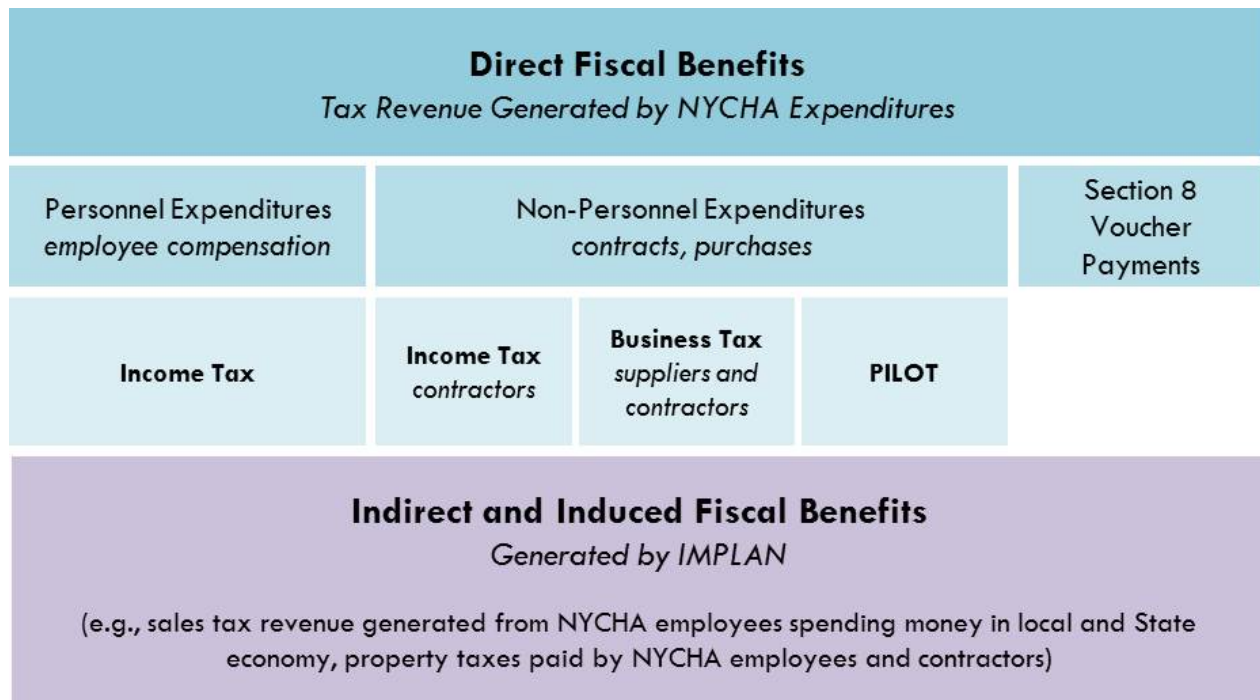 Direct Fiscal Benefits
Tax Revenue Generated by NYCHA Expenditures
Personnel Expenditures
employee compensation
Non-Personnel Expenditures
contracts, purchases
Section 8
Voucher
Payments
Income Tax
Income Tax
contractors
Business Tax
suppliers and
contractors
PILOT
Indirect and Induced Fiscal Benefits
Generated by IMPLAN
(e.g., sales tax revenue generated from NYCHA employees spending money in local and State
economy, property taxes paid by NYCHA employees and contractors)